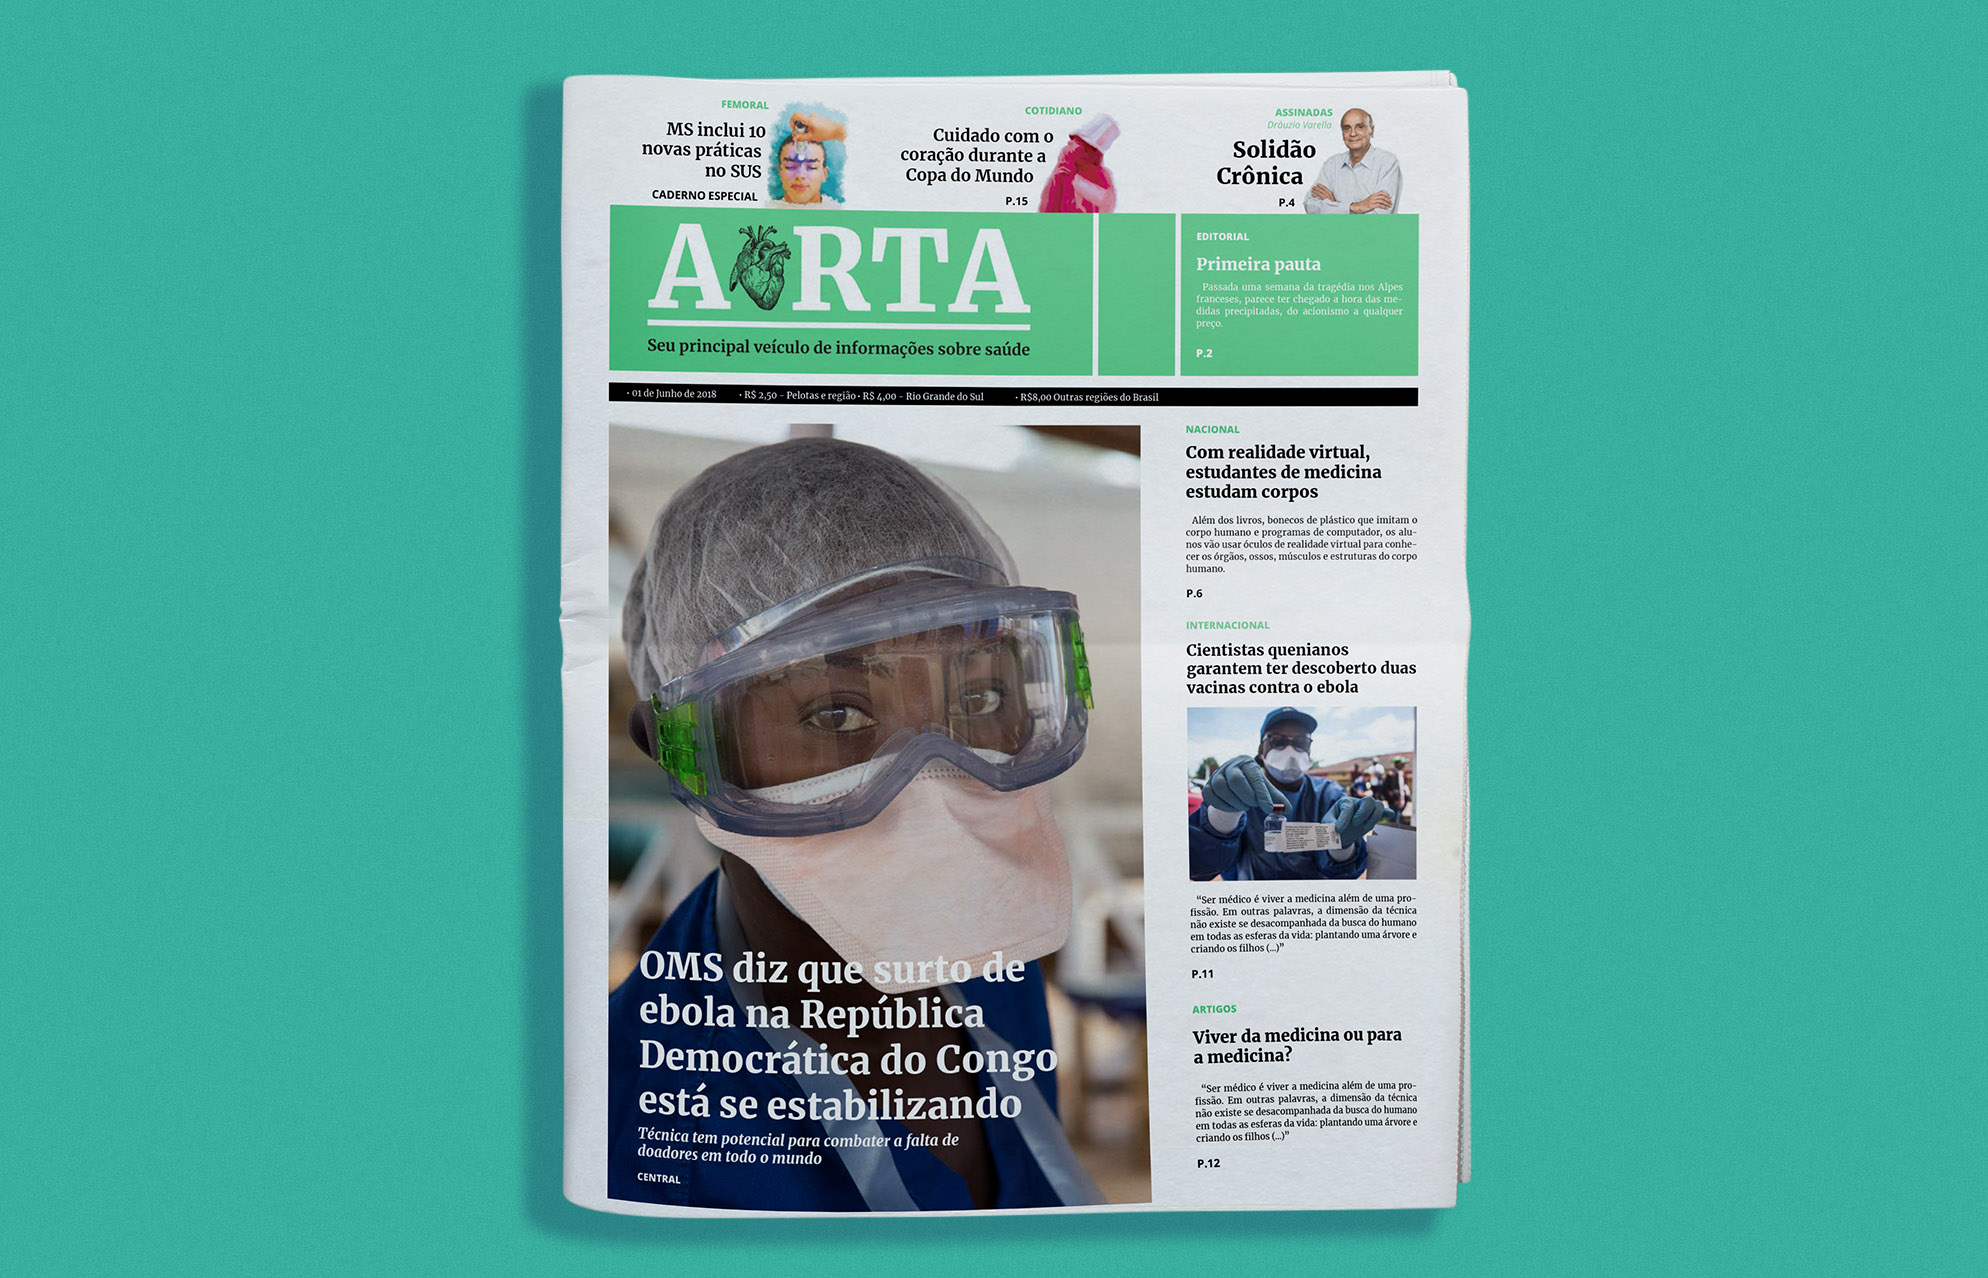 FEMORAL
MS inclui 10
novas práticas
no SUS
CADERNO ESPECIAL
COTIDIANO
Cuidado com o
coração durante a
Copa do Mundo
P.15
ASSINADAS
Dráuzio Varella
Solidão
Crônica
P.4
A RTA
Seu principal veículo de informações sobre saúde
EDITORIAL
Primeira pauta
Passada uma semana da tragédia nos Alpes
franceses, parece ter chegado a hora das me-
didas precipitadas, do acionismo a qualquer
preço.
P.2
• 01 de Junho de 2018 • R$ 2,50 - Pelotas e região • R$ 4,00 - Rio Grande do Sul • R$8,00 Outras regiões do Brasil
OMS diz que surto de
ebola na República
Democrática do Congo
está se estabilizando
Técnica tem potencial para combater a falta de
doadores em todo o mundo
CENTRAL
NACIONAL
Com realidade virtual,
estudantes de medicina
estudam corpos
Além dos livros, bonecos de plástico que imitam o
corpo humano e programas de computador, os alu-
nos vão usar óculos de realidade virtual para conhe-
cer os órgãos, ossos, músculos e estruturas do corpo
humano.
P.6
INTERNACIONAL
Cientistas quenianos
garantem ter descoberto duas
vacinas contra o ebola
“Ser médico é viver a medicina além de uma pro-
fissão. Em outras palavras, a dimensão da técnica
não existe se desacompanhada da busca do humano
em todas as esferas da vida: plantando uma árvore e
criando os filhos (...)”
P.11
ARTIGOS
Viver da medicina ou para
a medicina?
“Ser médico é viver a medicina além de uma pro-
fissão. Em outras palavras, a dimensão da técnica
não existe se desacompanhada da busca do humano
em todas as esferas da vida: plantando uma árvore e
criando os filhos (...)”
P.12